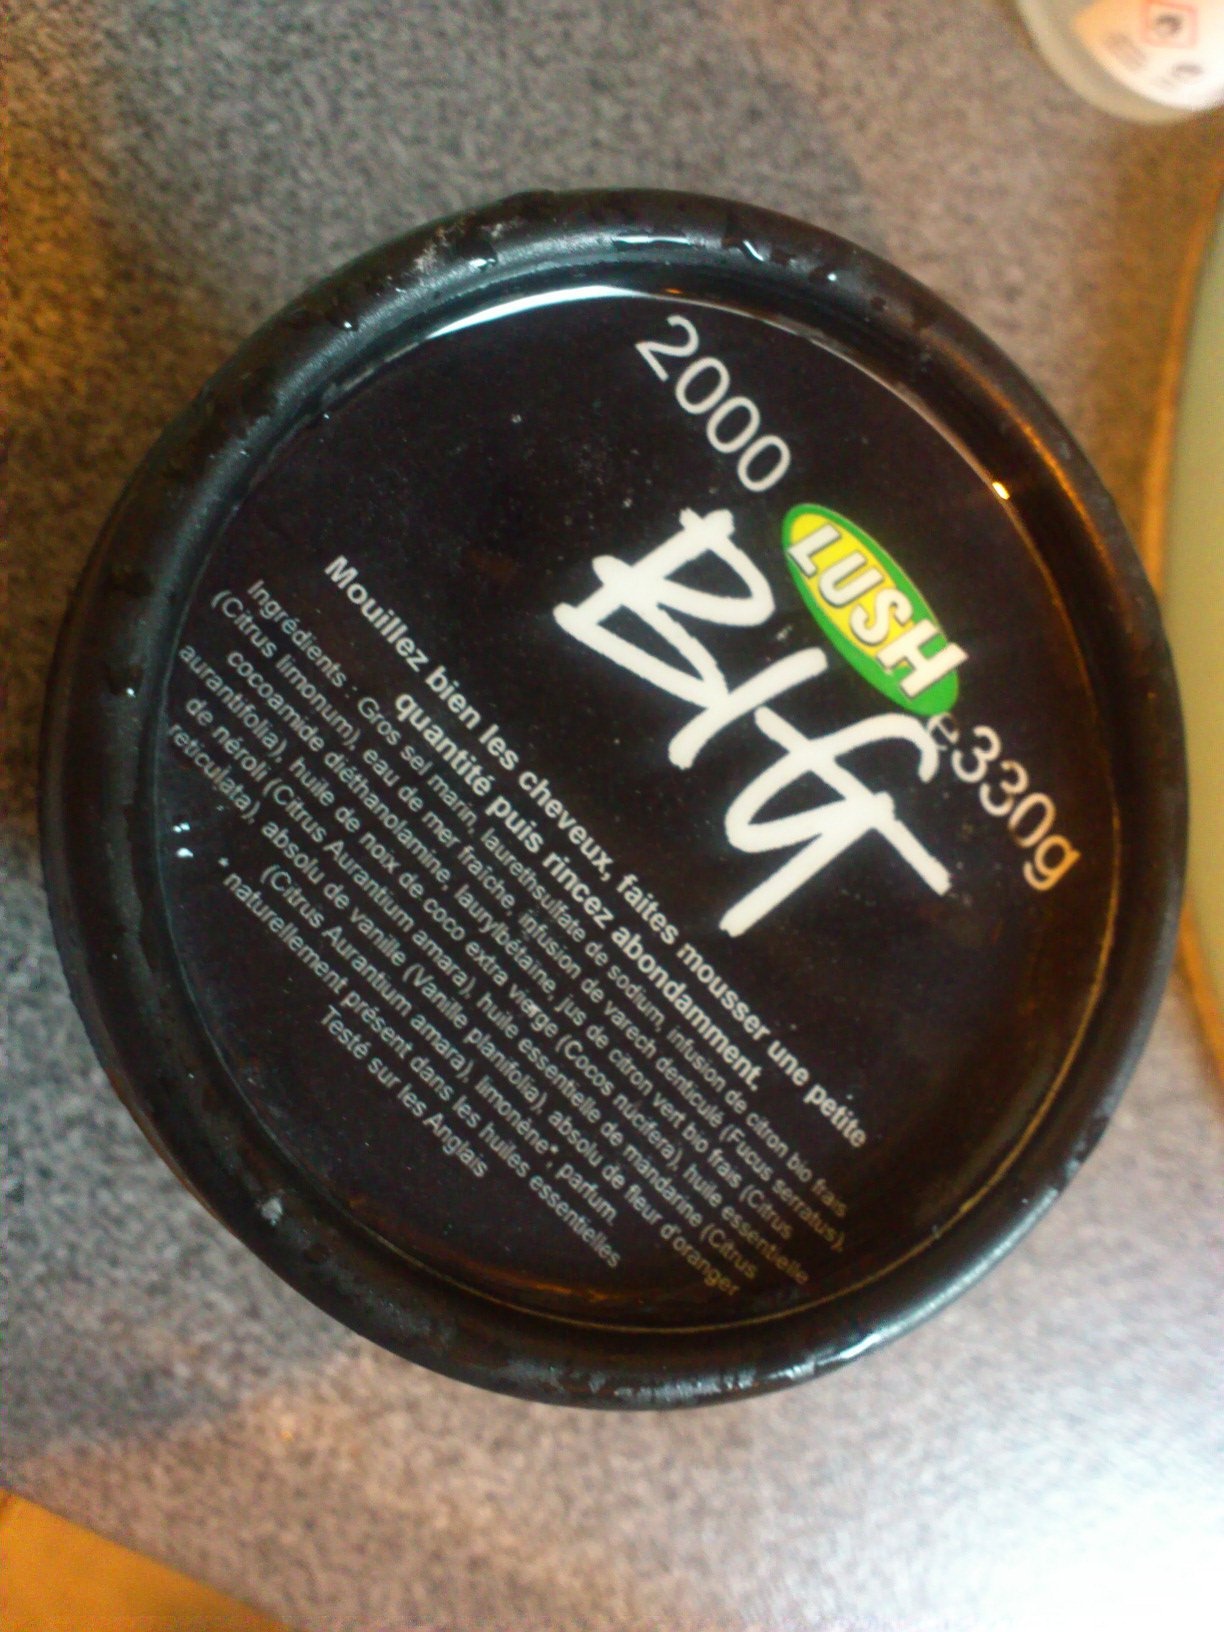 2000
LUSH
e330g
BIG
Mouillez bien les cheveux, faites mousser une petite
quantité puis rincez abondamment.
Ingrédients : Gros sel marin, laurethsulfate de sodium, infusion de citron bio frais
(Citrus limonum), eau de mer fraîche, infusion de varech denticulé (Fucus serratus),
cocoamide diéthanolamine, laurylbétaïne, jus de citron vert bio frais (Citrus
aurantifolia), huile de noix de coco extra vierge (Cocos nucifera), huile essentielle
de néroli (Citrus Aurantium amara), huile essentielle de mandarine (Citrus
reticulata), absolu de vanille (Vanille planifolia), absolu de fleur d'oranger
(Citrus Aurantium amara), limonène*, parfum.
* naturellement présent dans les huiles essentielles
Testé sur les Anglais